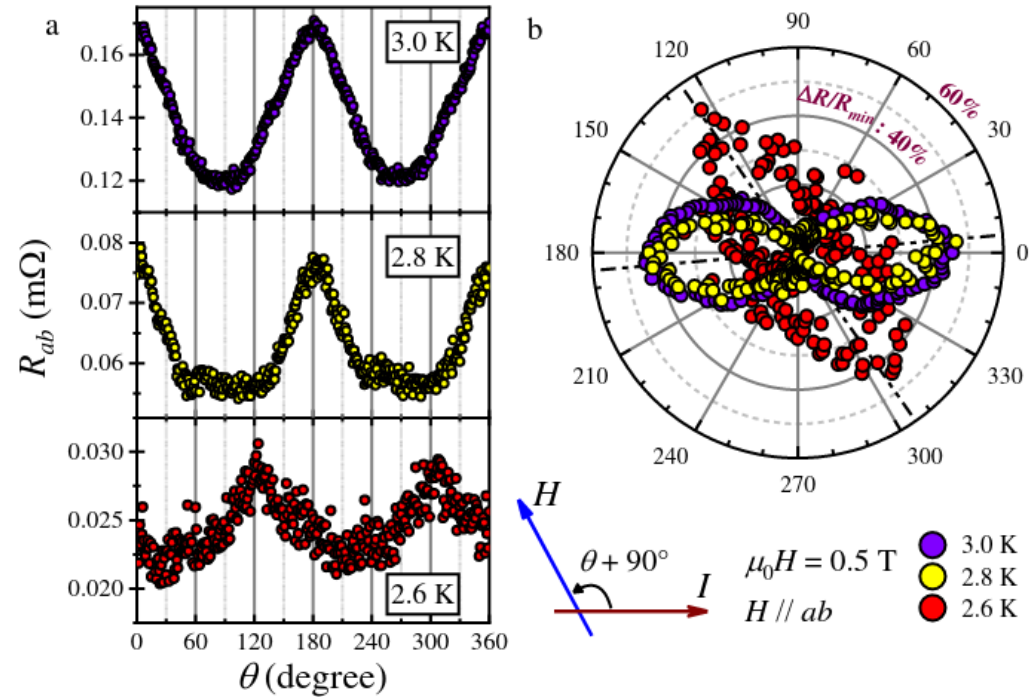 a
3.0 K
0.16
0.14
0.12
2.8 K
0.08
0.07
0.06
R_ab (mΩ)
0.030
0.025
0.020
2.6 K
0 60 120 180 240 300 360
θ (degree)
b
90
120 60
150 30
180 0
210 330
240 300
270
ΔR/R_min : 40%
60%
H
θ + 90°
I
μ₀H = 0.5 T
H // ab
3.0 K
2.8 K
2.6 K